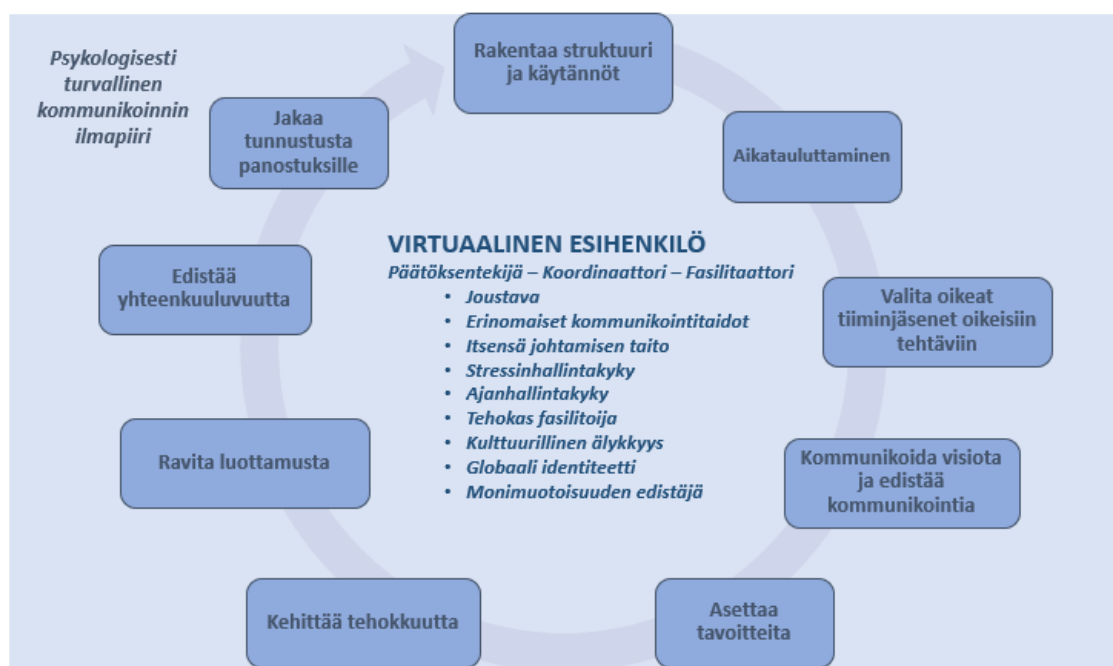 Psykologisesti
turvallinen
kommunikoinnin
ilmapiiri
Rakentaa struktuuri
ja käytännöt
Aikatauluttaminen
Valita oikeat
tiiminjäsenet oikeisiin
tehtäviin
Kommunikoida visiota
ja edistää
kommunikointia
Asettaa
tavoitteita
Kehittää tehokkuutta
Ravita luottamusta
Edistää
yhteenkuuluvuutta
Jakaa
tunnustusta
panostuksille
VIRTUAALINEN ESIHENKILÖ
Päätöksentekijä – Koordinaattori – Fasilitaattori
• Joustava
• Erinomaiset kommunikointitaidot
• Itsensä johtamisen taito
• Stressinhallintakyky
• Ajanhallintakyky
• Tehokas fasilitoija
• Kulttuurillinen älykkyys
• Globaali identiteetti
• Monimuotoisuuden edistäjä